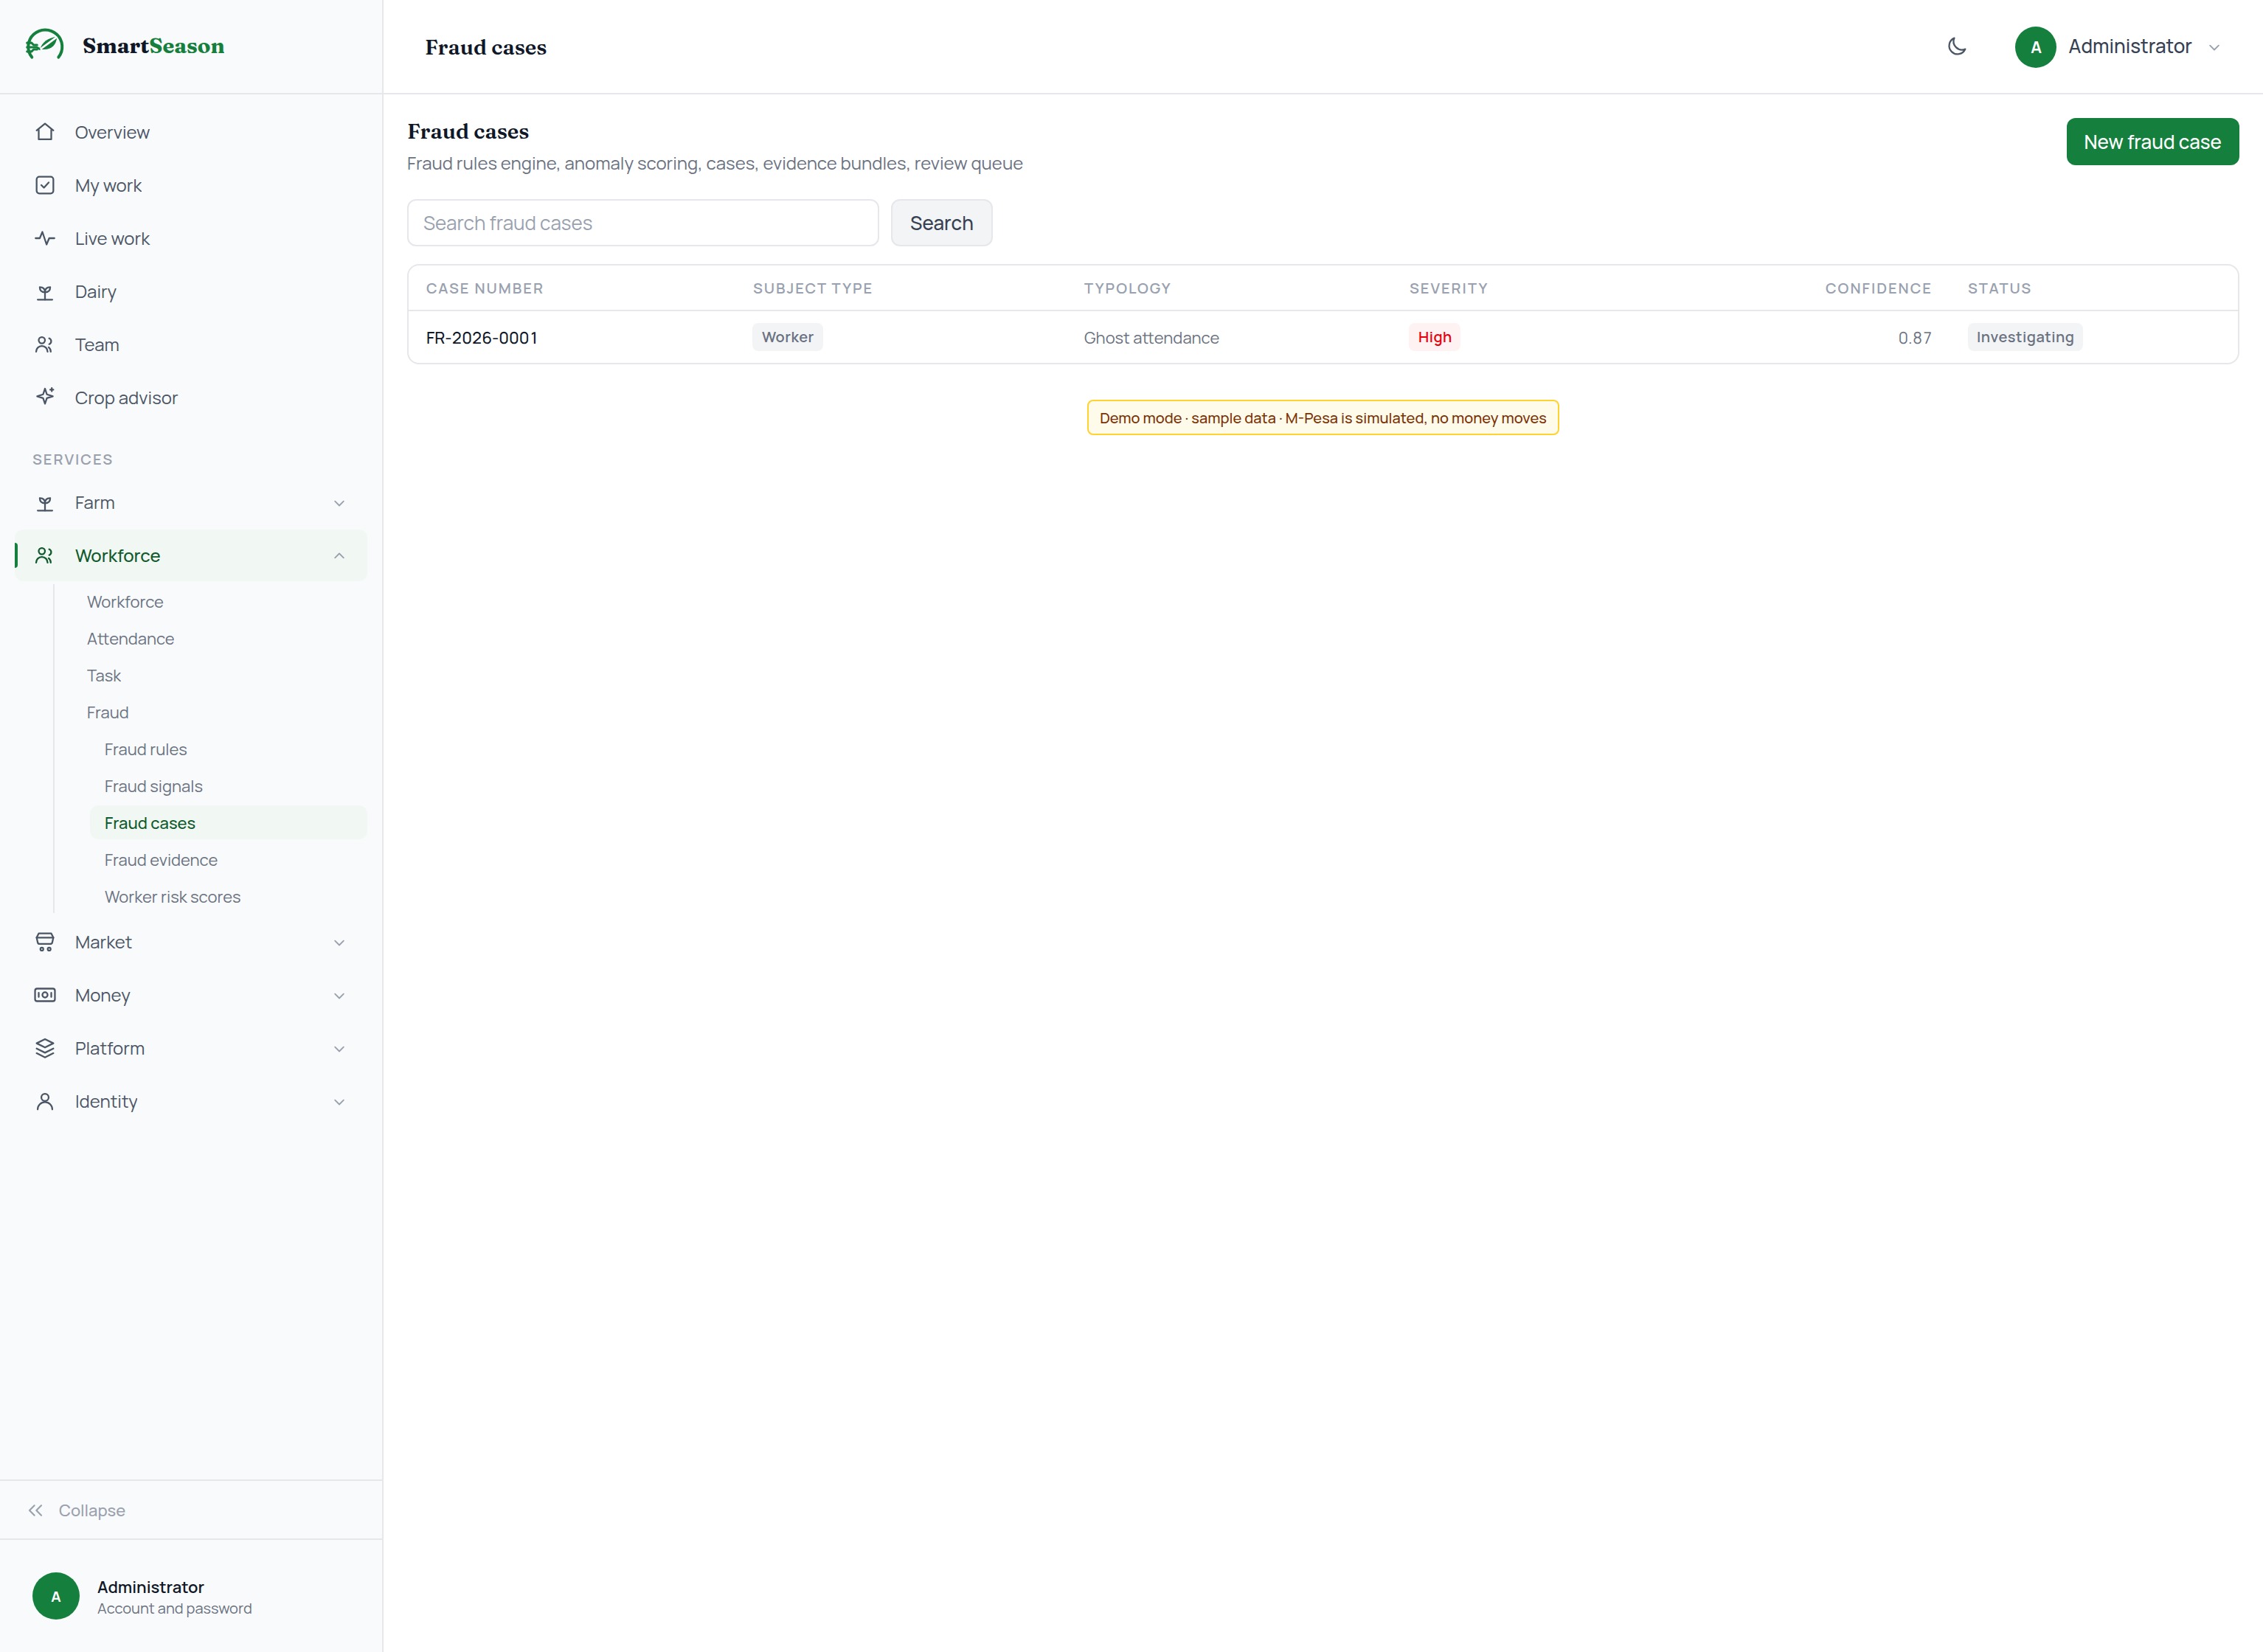 SmartSeason
Fraud cases
A
Administrator
Overview
My work
Live work
Dairy
Team
Crop advisor
SERVICES
Farm
Workforce
Workforce
Attendance
Task
Fraud
Fraud rules
Fraud signals
Fraud cases
Fraud evidence
Worker risk scores
Market
Money
Platform
Identity
Collapse
A
Administrator
Account and password
Fraud cases
Fraud rules engine, anomaly scoring, cases, evidence bundles, review queue
New fraud case
Search fraud cases
Search
CASE NUMBER SUBJECT TYPE TYPOLOGY SEVERITY CONFIDENCE STATUS
FR-2026-0001 Worker Ghost attendance High 0.87 Investigating
Demo mode · sample data · M-Pesa is simulated, no money moves